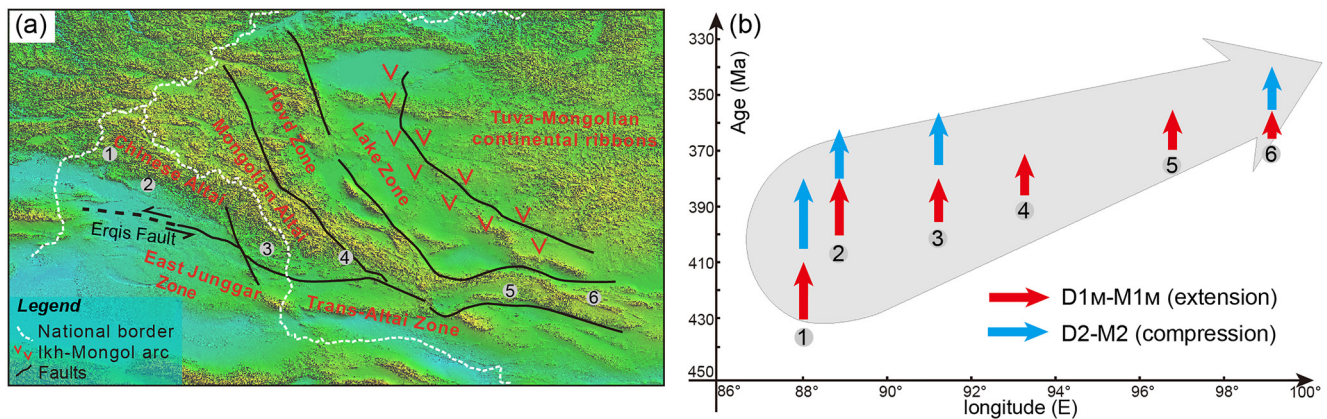 (a)
Hovd Zone
Mongolian Altai
Lake Zone
Tuva-Mongolian
continental ribbons
1
Chinese Altai
2
Erqis Fault
3
4
East Junggar
Zone
Trans-Altai Zone
5
6
Legend
National border
Ikh-Mongol arc
Faults
(b)
Age (Ma)
330
350
370
390
410
430
450
1
2
3
4
5
6
D1M-M1M (extension)
D2-M2 (compression)
86° 88° 90° 92° 94° 96° 98° 100°
longitude (E)